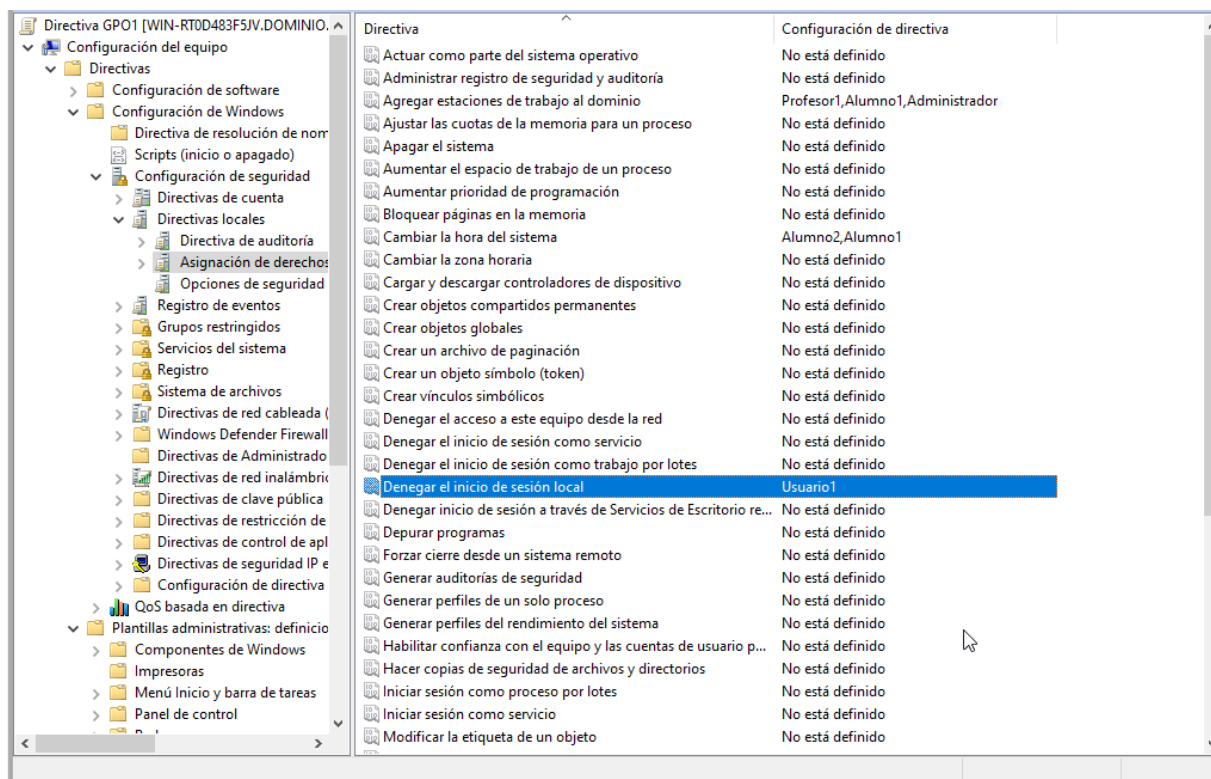 Directiva GPO1 [WIN-RT0D483F5JV.DOMINIO.
Configuración del equipo
Directivas
Configuración de software
Configuración de Windows
Directiva de resolución de nom
Scripts (inicio o apagado)
Configuración de seguridad
Directivas de cuenta
Directivas locales
Directiva de auditoría
Asignación de derechos
Opciones de seguridad
Registro de eventos
Grupos restringidos
Servicios del sistema
Registro
Sistema de archivos
Directivas de red cableada (
Windows Defender Firewall
Directivas de Administrado
Directivas de red inalámbric
Directivas de clave pública
Directivas de restricción de
Directivas de control de apl
Directivas de seguridad IP e
Configuración de directiva
QoS basada en directiva
Plantillas administrativas: definicio
Componentes de Windows
Impresoras
Menú Inicio y barra de tareas
Panel de control
Directiva Configuración de directiva
Actuar como parte del sistema operativo No está definido
Administrar registro de seguridad y auditoría No está definido
Agregar estaciones de trabajo al dominio Profesor1,Alumno1,Administrador
Ajustar las cuotas de la memoria para un proceso No está definido
Apagar el sistema No está definido
Aumentar el espacio de trabajo de un proceso No está definido
Aumentar prioridad de programación No está definido
Bloquear páginas en la memoria No está definido
Cambiar la hora del sistema Alumno2,Alumno1
Cambiar la zona horaria No está definido
Cargar y descargar controladores de dispositivo No está definido
Crear objetos compartidos permanentes No está definido
Crear objetos globales No está definido
Crear un archivo de paginación No está definido
Crear un objeto símbolo (token) No está definido
Crear vínculos simbólicos No está definido
Denegar el acceso a este equipo desde la red No está definido
Denegar el inicio de sesión como servicio No está definido
Denegar el inicio de sesión como trabajo por lotes No está definido
Denegar el inicio de sesión local Usuario1
Denegar inicio de sesión a través de Servicios de Escritorio re... No está definido
Depurar programas No está definido
Forzar cierre desde un sistema remoto No está definido
Generar auditorías de seguridad No está definido
Generar perfiles de un solo proceso No está definido
Generar perfiles del rendimiento del sistema No está definido
Habilitar confianza con el equipo y las cuentas de usuario p... No está definido
Hacer copias de seguridad de archivos y directorios No está definido
Iniciar sesión como proceso por lotes No está definido
Iniciar sesión como servicio No está definido
Modificar la etiqueta de un objeto No está definido